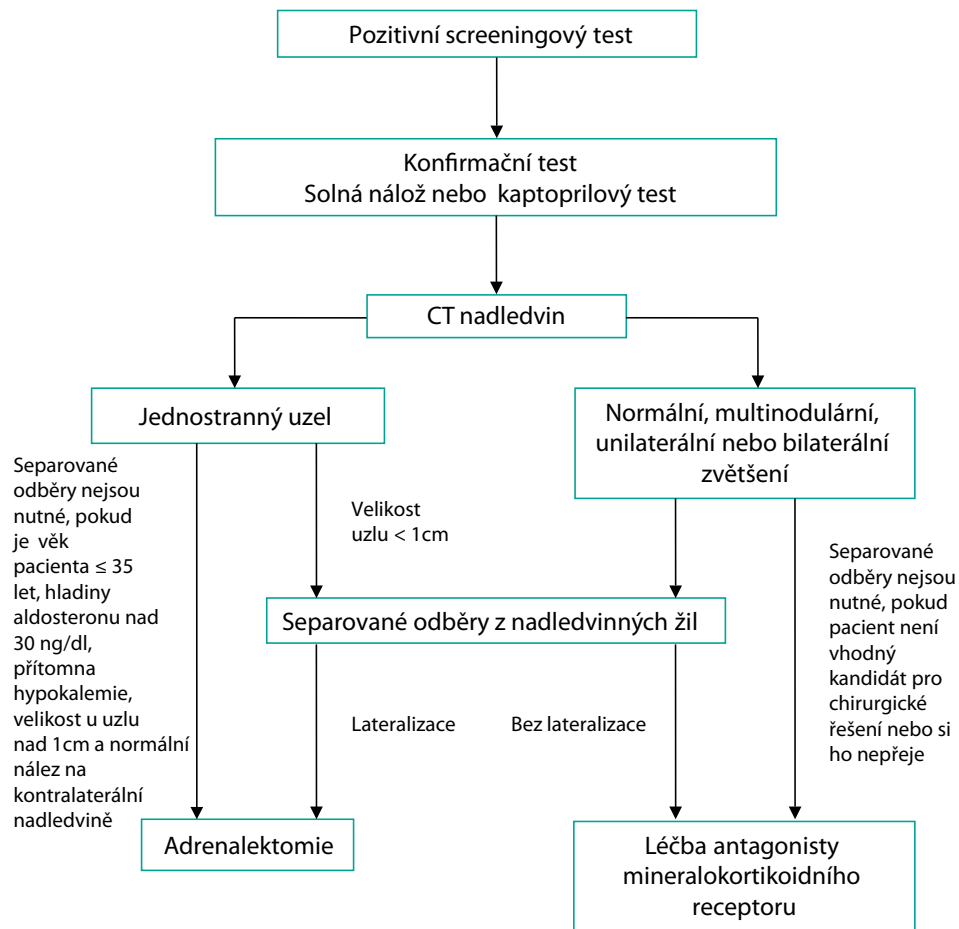 Pozitivní screeningový test
Konfirmační test
Solná nálož nebo  kaptoprilový test
CT nadledvin
Jednostranný uzel
Normální, multinodulární,
unilaterální nebo bilaterální
zvětšení
Separované
odběry nejsou
nutné, pokud
je  věk
pacienta ≤ 35
let, hladiny
aldosteronu nad
30 ng/dl,
přítomna
hypokalemie,
velikost u uzlu
nad 1cm a normální
nález na
kontralaterální
nadledvině
Velikost
uzlu < 1cm
Separované
odběry nejsou
nutné, pokud
pacient není
vhodný
kandidát pro
chirurgické
řešení nebo si
ho nepřeje
Separované odběry z nadledvinných žil
Lateralizace
Bez lateralizace
Adrenalektomie
Léčba antagonisty
mineralokortikoidního
receptoru